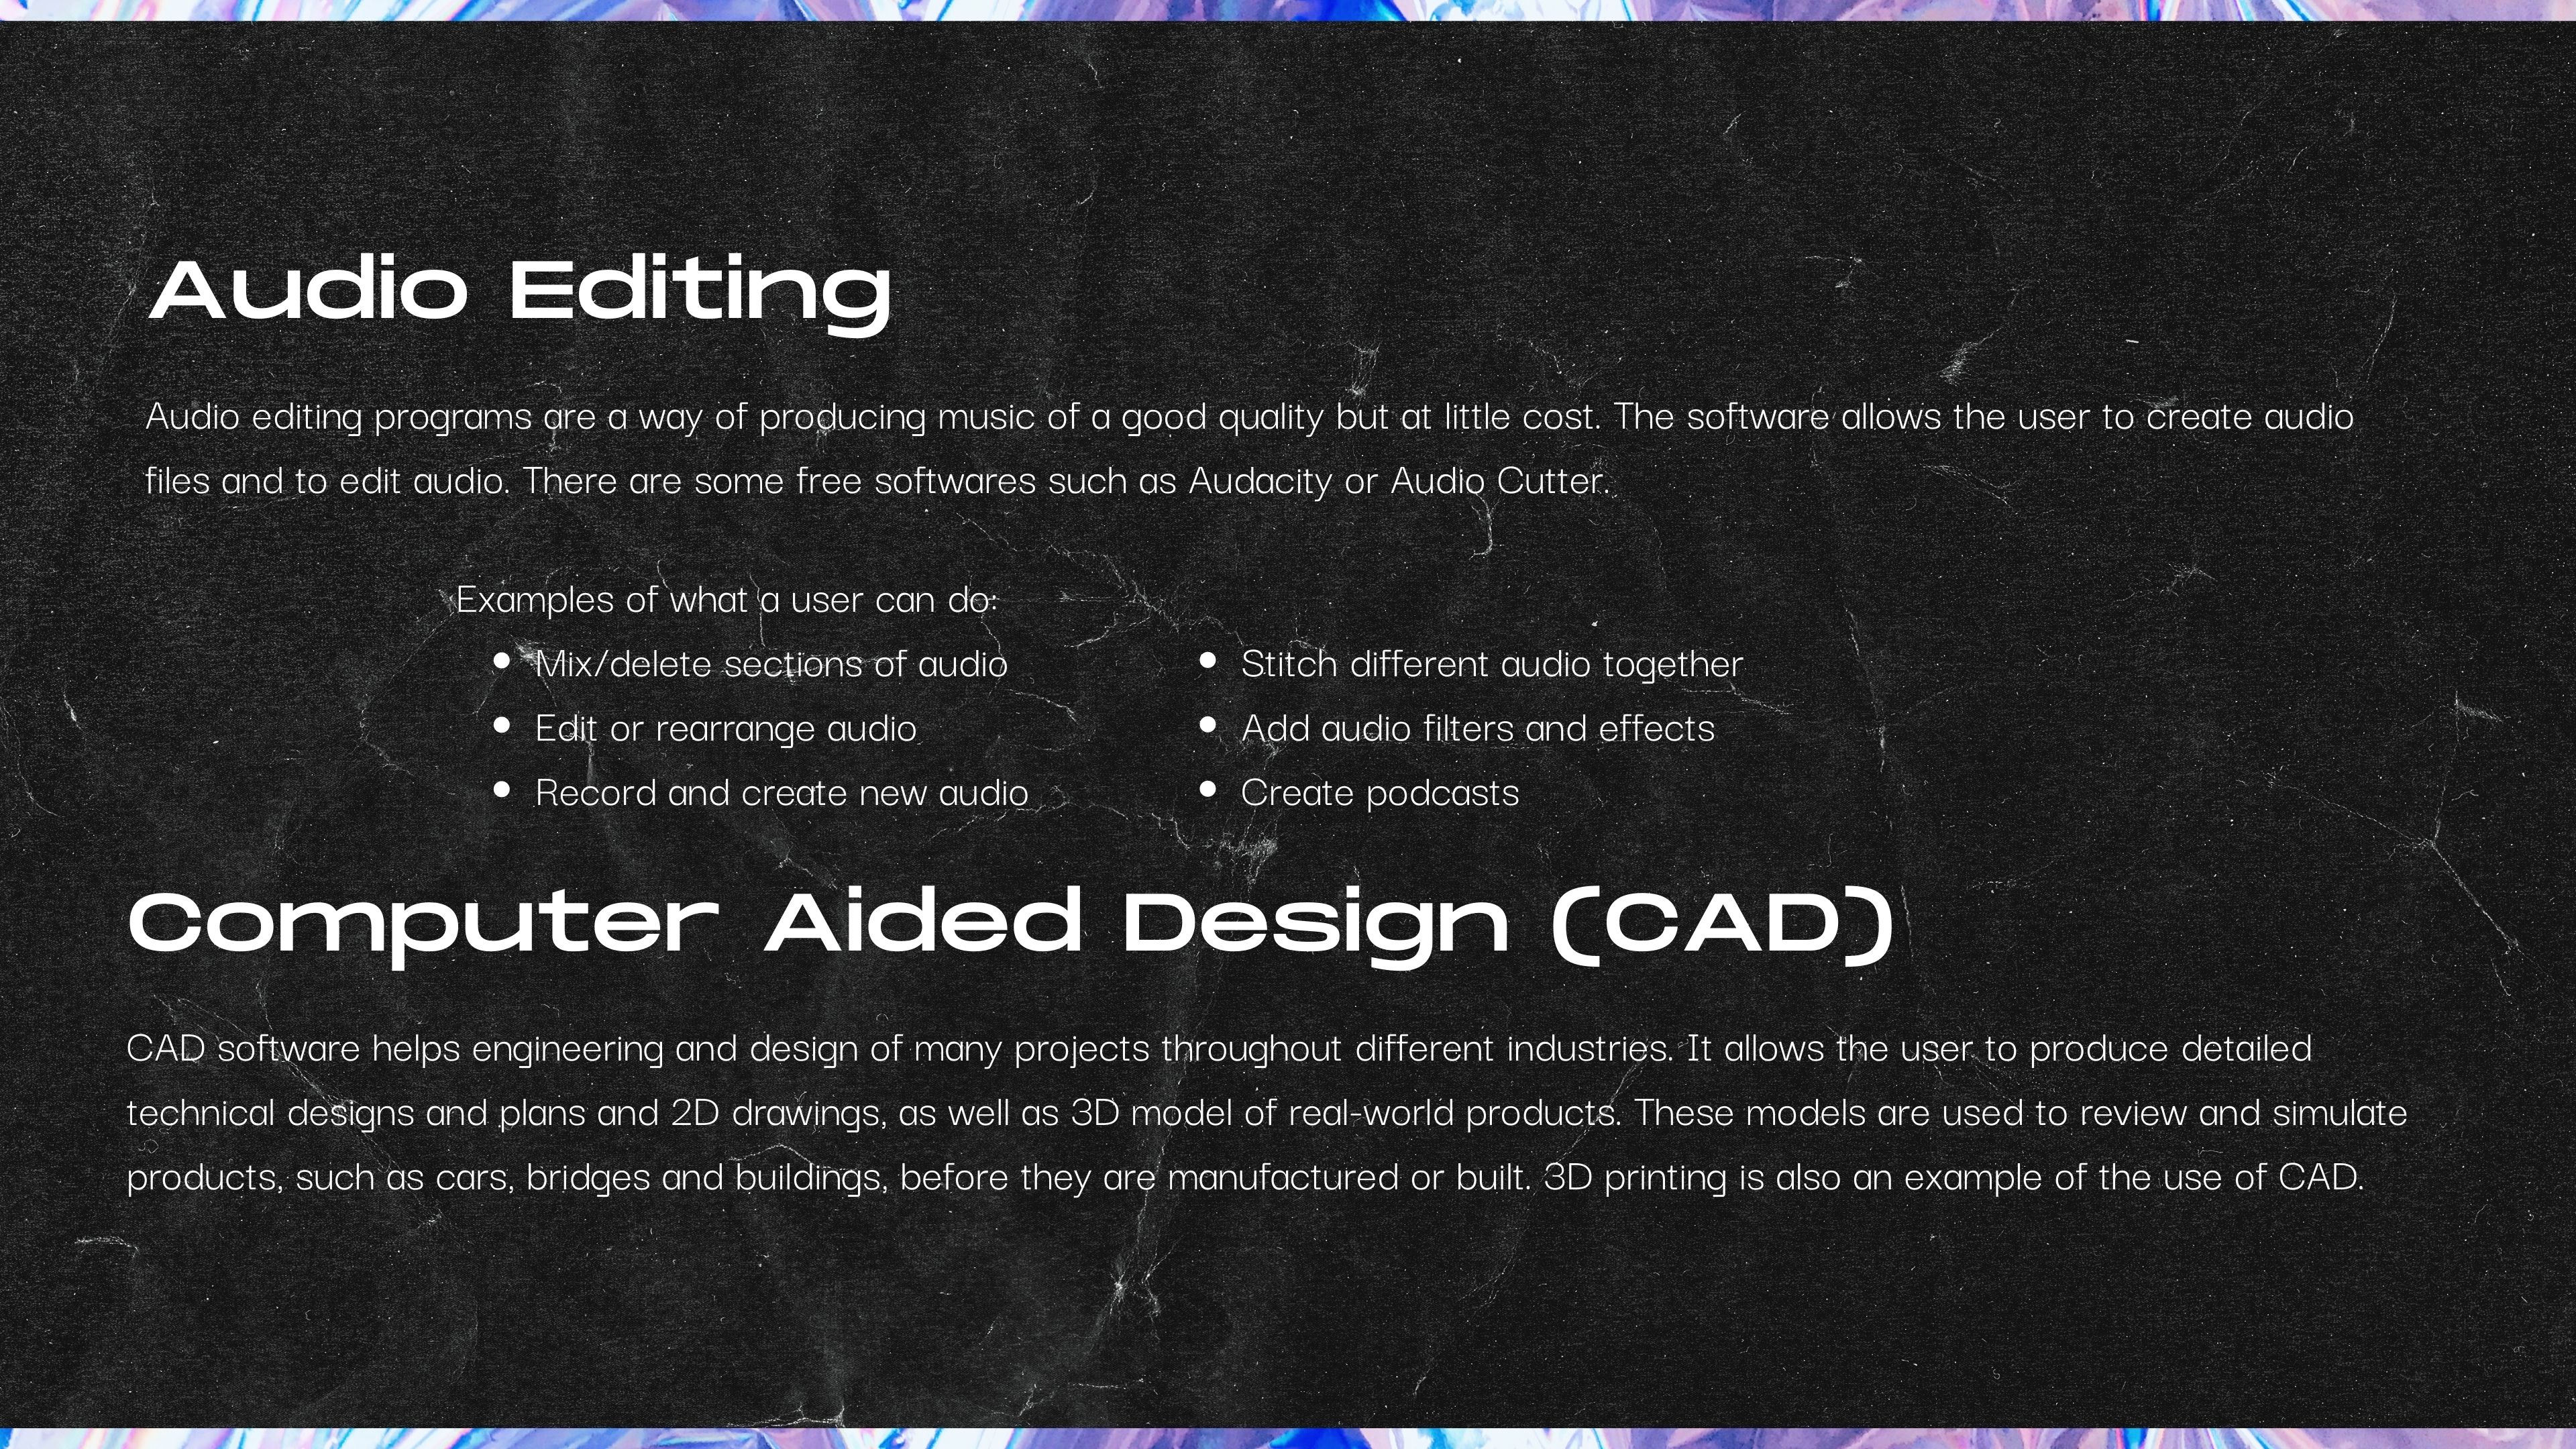 Audio Editing
Audio editing programs are a way of producing music of a good quality but at little cost. The software allows the user to create audio
files and to edit audio. There are some free softwares such as Audacity or Audio Cutter.
Examples of what a user can do:
• Mix/delete sections of audio
• Edit or rearrange audio
• Record and create new audio
• Stitch different audio together
• Add audio filters and effects
• Create podcasts
Computer Aided Design (CAD)
CAD software helps engineering and design of many projects throughout different industries. It allows the user to produce detailed
technical designs and plans and 2D drawings, as well as 3D model of real-world products. These models are used to review and simulate
products, such as cars, bridges and buildings, before they are manufactured or built. 3D printing is also an example of the use of CAD.